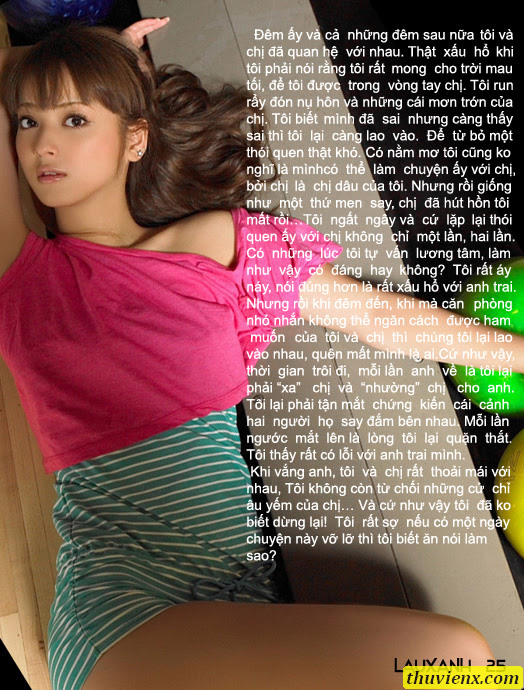 Đêm ấy và cả những đêm sau nữa tôi và
chị đã quan hệ với nhau. Thật xấu hổ khi
tôi phải nói rằng tôi rất mong cho trời mau
tối, để tôi được trong vòng tay chị. Tôi run
rẩy đón nụ hôn và những cái mơn trớn của
chị. Tôi biết mình đã sai nhưng càng thấy
sai thì tôi lại càng lao vào. Để từ bỏ một
thói quen thật khó. Có nằm mơ tôi cũng ko
nghĩ là mìnhcó thể làm chuyện ấy với chị,
bởi chị là chị dâu của tôi. Nhưng rồi giống
như một thứ men say, chị đã hút hồn tôi
mất rồi...Tôi ngất ngây và cứ lặp lại thói
quen ấy với chị không chỉ một lần, hai lần.
Có những lúc tôi tự vấn lương tâm, làm
như vậy có đáng hay không? Tôi rất áy
náy, nói đúng hơn là rất xấu hổ với anh trai.
Nhưng rồi khi đêm đến, khi mà căn phòng
nhỏ nhắn không thể ngăn cách được ham
muốn của tôi và chị thì chúng tôi lại lao
vào nhau, quên mất mình là ai.Cứ như vậy,
thời gian trôi đi, mỗi lần anh về là tôi lại
phải “xa” chị và “nhường” chị cho anh.
Tôi lại phải tận mắt chứng kiến cái cảnh
hai người họ say đắm bên nhau. Mỗi lần
ngước mắt lên là lòng tôi lại quặn thắt.
Tôi thấy rất có lỗi với anh trai mình.
Khi vắng anh, tôi và chị rất thoải mái với
nhau, Tôi không còn từ chối những cử chỉ
âu yếm của chị... Và cứ như vậy tôi đã ko
biết dừng lại! Tôi rất sợ nếu có một ngày
chuyện này vỡ lỡ thì tôi biết ăn nói làm
sao?
LAUXANH 25
thuvienx.com